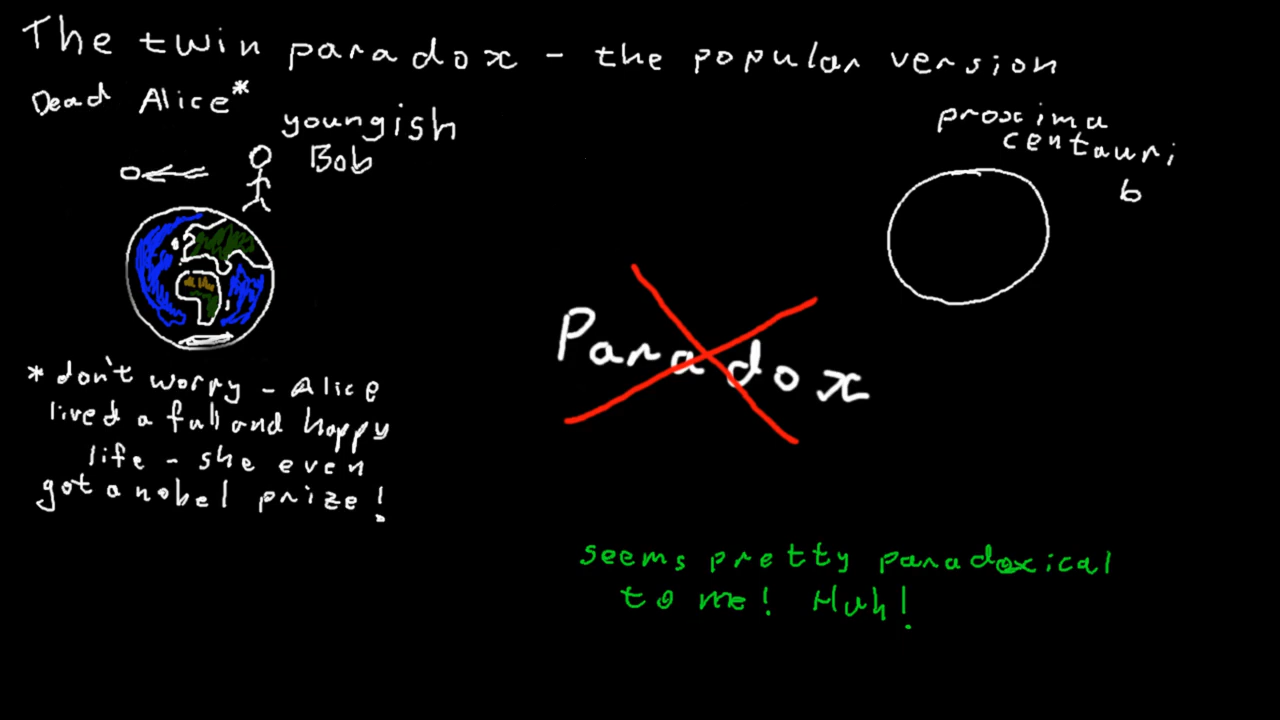 The twin paradox - the popular version
Dead Alice*
youngish
Bob
proxima
centauri
b
Paradox
* don't worry - Alice
lived a full and happy
life - she even
got a nobel prize!
seems pretty paradoxical
to me! Huh!